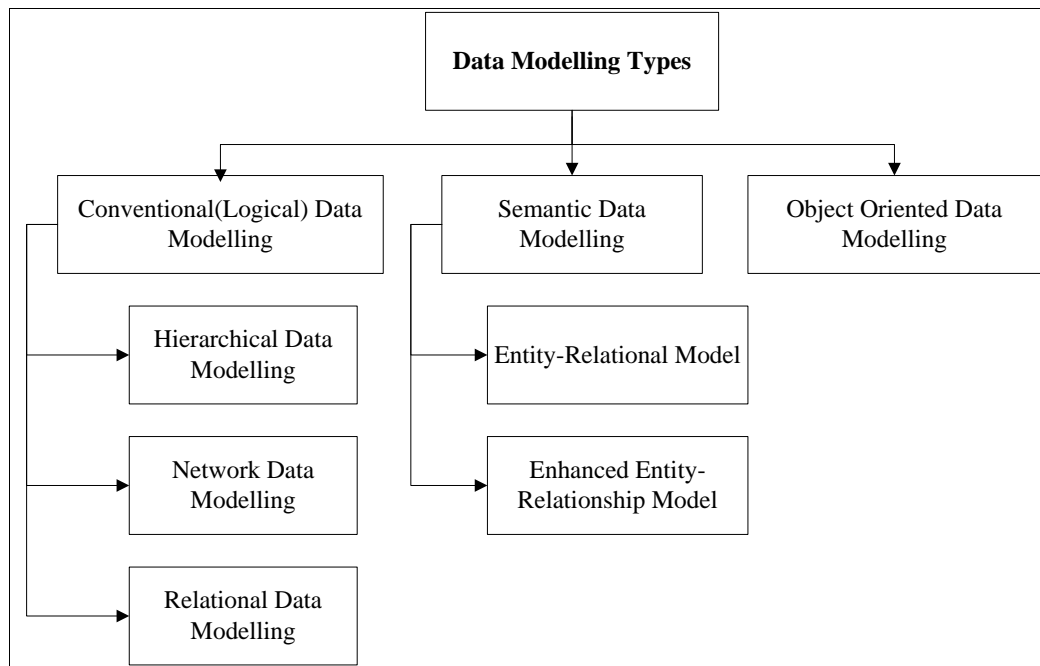 Data Modelling Types
Conventional(Logical) Data
Modelling
Semantic Data
Modelling
Object Oriented Data
Modelling
Hierarchical Data
Modelling
Entity-Relational Model
Network Data
Modelling
Enhanced Entity-
Relationship Model
Relational Data
Modelling